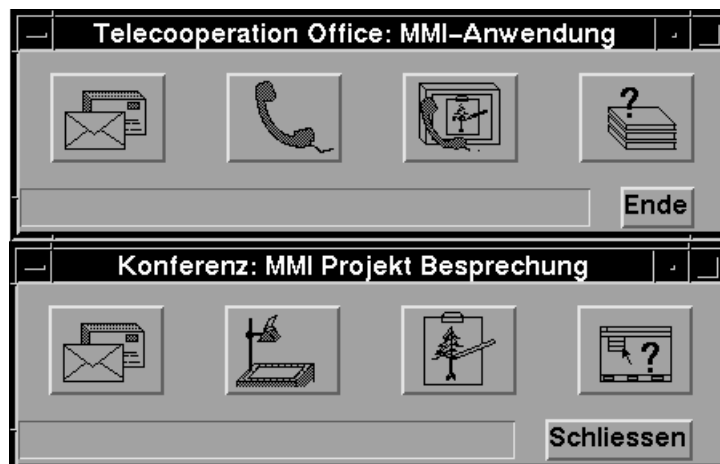 Telecooperation Office: MMI-Anwendung
?
Ende
Konferenz: MMI Projekt Besprechung
?
Schliessen